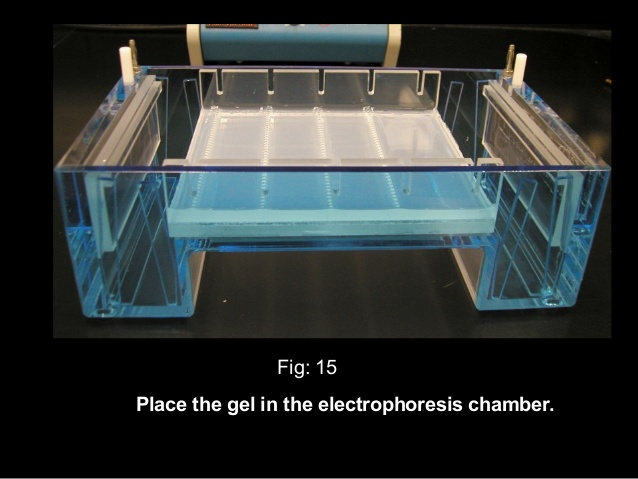 Fig: 15
Place the gel in the electrophoresis chamber.